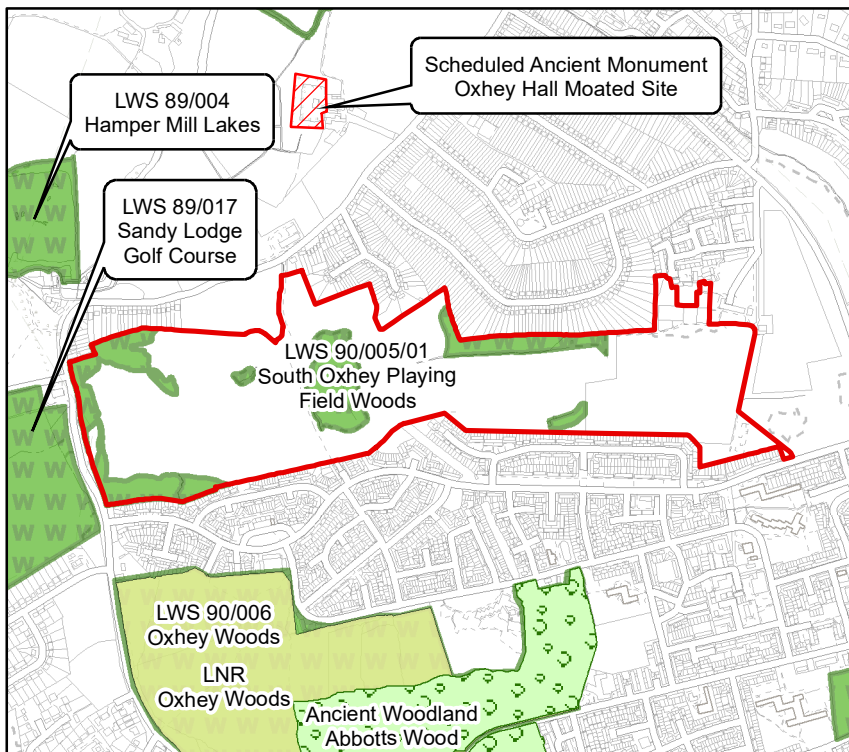 Scheduled Ancient Monument
Oxhey Hall Moated Site
LWS 89/004
Hamper Mill Lakes
LWS 89/017
Sandy Lodge
Golf Course
LWS 90/005/01
South Oxhey Playing
Field Woods
LWS 90/006
Oxhey Woods
LNR
Oxhey Woods
Ancient Woodland
Abbotts Wood